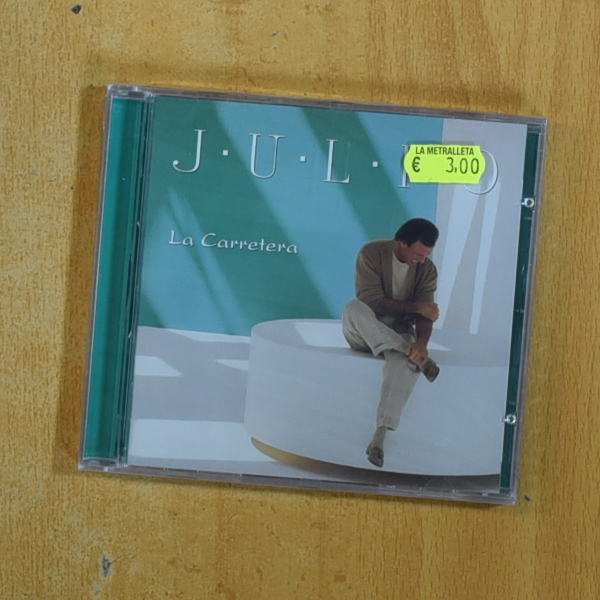 J·U·L·I·O
LA METRALLETA
€ 3,00
La Carretera